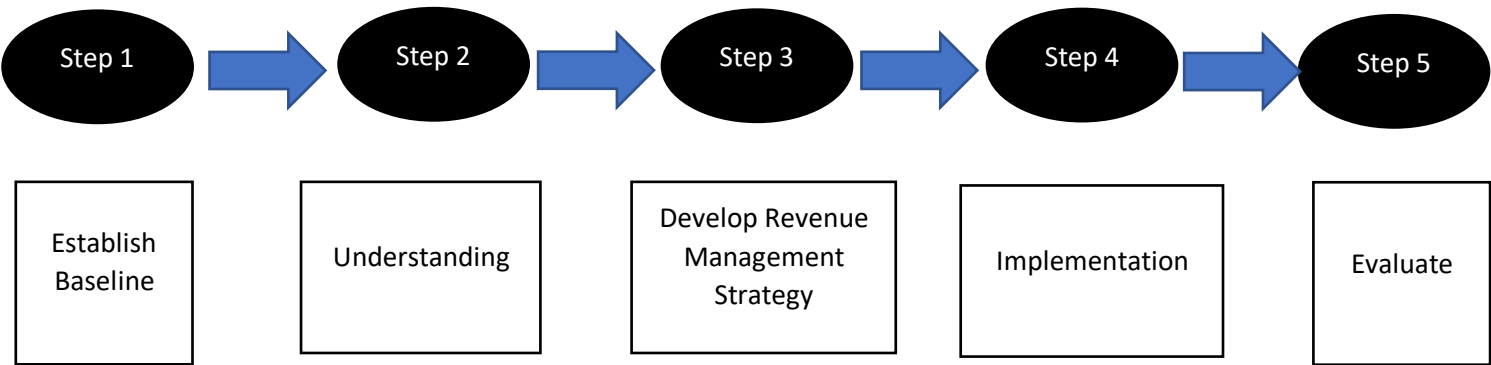 Step 1
Step 2
Step 3
Step 4
Step 5
Establish
Baseline
Understanding
Develop Revenue
Management
Strategy
Implementation
Evaluate